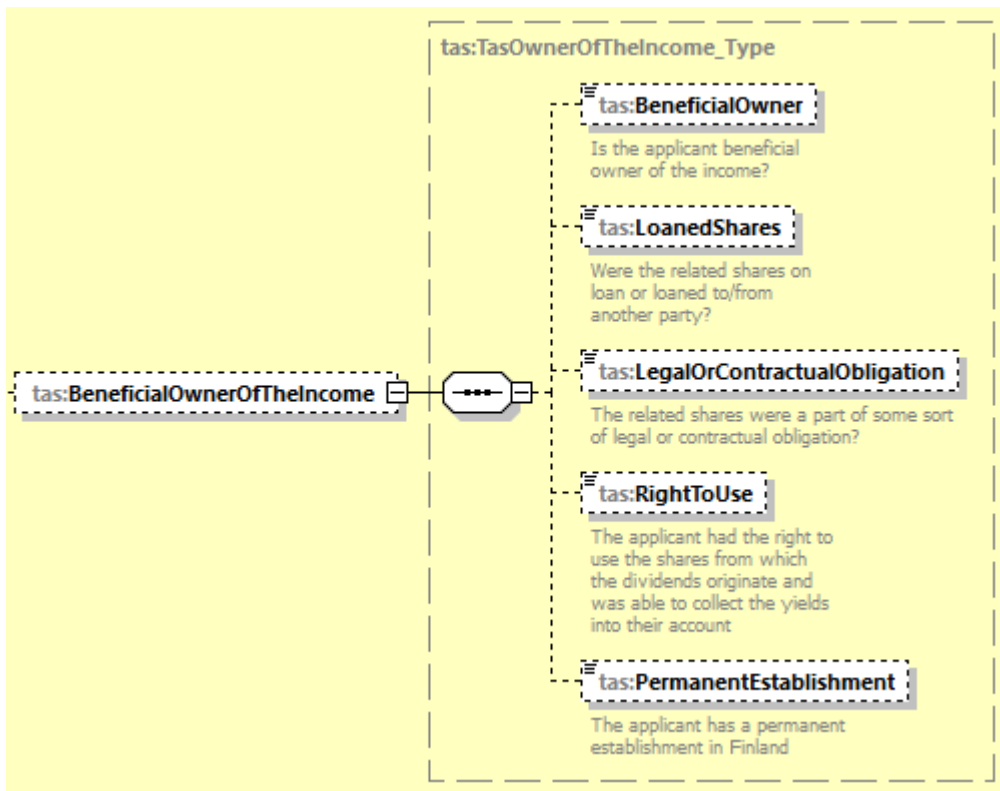 tas:TasOwnerOfTheIncome_Type
tas:BeneficialOwner
Is the applicant beneficial
owner of the income?
tas:LoanedShares
Were the related shares on
loan or loaned to/from
another party?
tas:BeneficialOwnerOfTheIncome
tas:LegalOrContractualObligation
The related shares were a part of some sort
of legal or contractual obligation?
tas:RightToUse
The applicant had the right to
use the shares from which
the dividends originate and
was able to collect the yields
into their account
tas:PermanentEstablishment
The applicant has a permanent
establishment in Finland